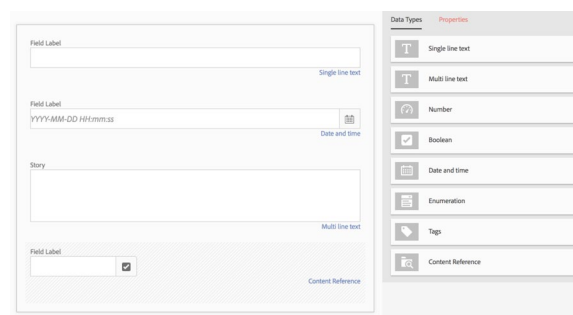 Data Types
Properties
Field Label
Single line text
Field Label
YYYY-MM-DD HH:mm:ss
Date and time
Story
Multi line text
Field Label
Content Reference
Single line text
Multi line text
Number
Boolean
Date and time
Enumeration
Tags
Content Reference